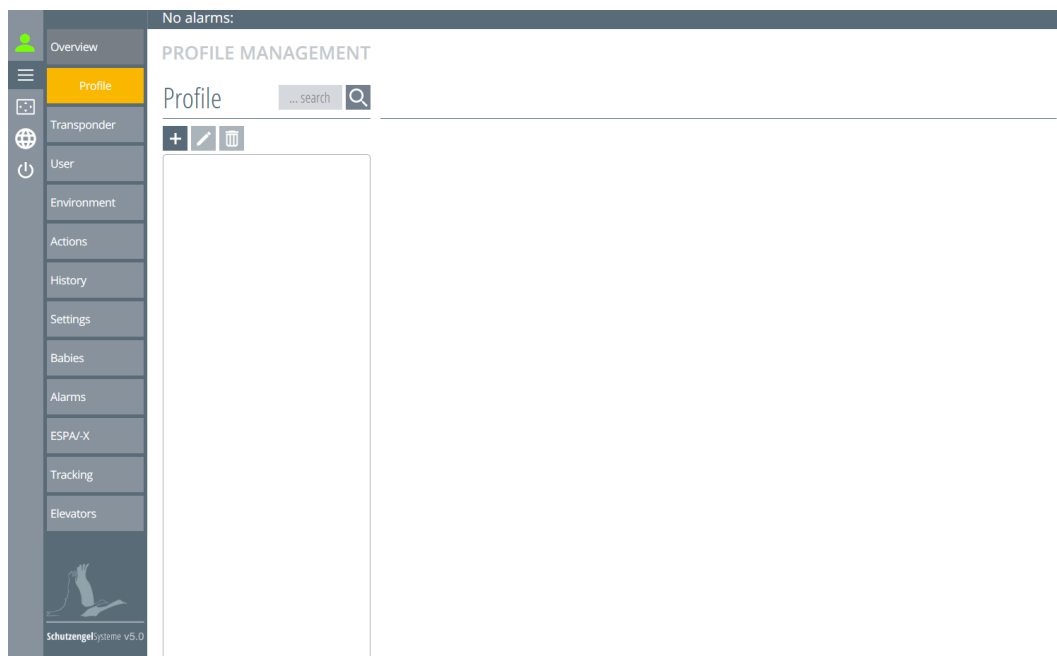 No alarms:
Overview
Profile
Transponder
User
Environment
Actions
History
Settings
Babies
Alarms
ESPA/-X
Tracking
Elevators
SchutzengelSysteme v5.0
PROFILE MANAGEMENT
Profile
... search